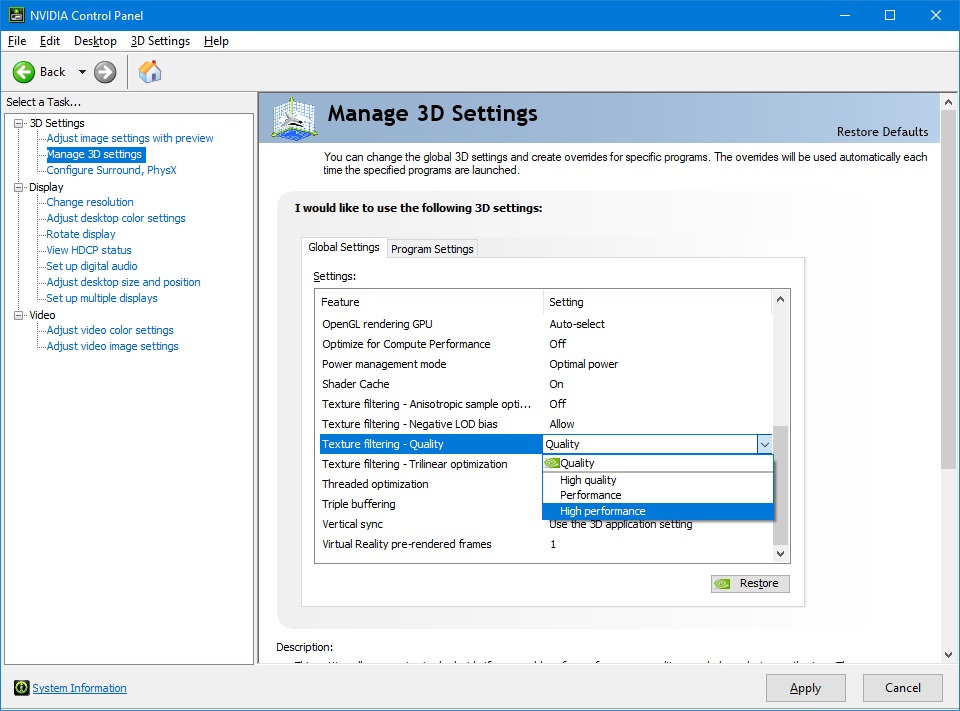 NVIDIA Control Panel
File Edit Desktop 3D Settings Help
Back
Select a Task...
3D Settings
Adjust image settings with preview
Manage 3D settings
Configure Surround, PhysX
Display
Change resolution
Adjust desktop color settings
Rotate display
View HDCP status
Set up digital audio
Adjust desktop size and position
Set up multiple displays
Video
Adjust video color settings
Adjust video image settings
Manage 3D Settings
Restore Defaults
You can change the global 3D settings and create overrides for specific programs. The overrides will be used automatically each
time the specified programs are launched.
I would like to use the following 3D settings:
Global Settings Program Settings
Settings:
Feature Setting
OpenGL rendering GPU Auto-select
Optimize for Compute Performance Off
Power management mode Optimal power
Shader Cache On
Texture filtering - Anisotropic sample opti... Off
Texture filtering - Negative LOD bias Allow
Texture filtering - Quality Quality
Quality
Texture filtering - Trilinear optimization
High quality
Threaded optimization
Performance
Triple buffering
High performance
Vertical sync Use the 3D application setting
Virtual Reality pre-rendered frames 1
Restore
Description:
System Information
Apply Cancel